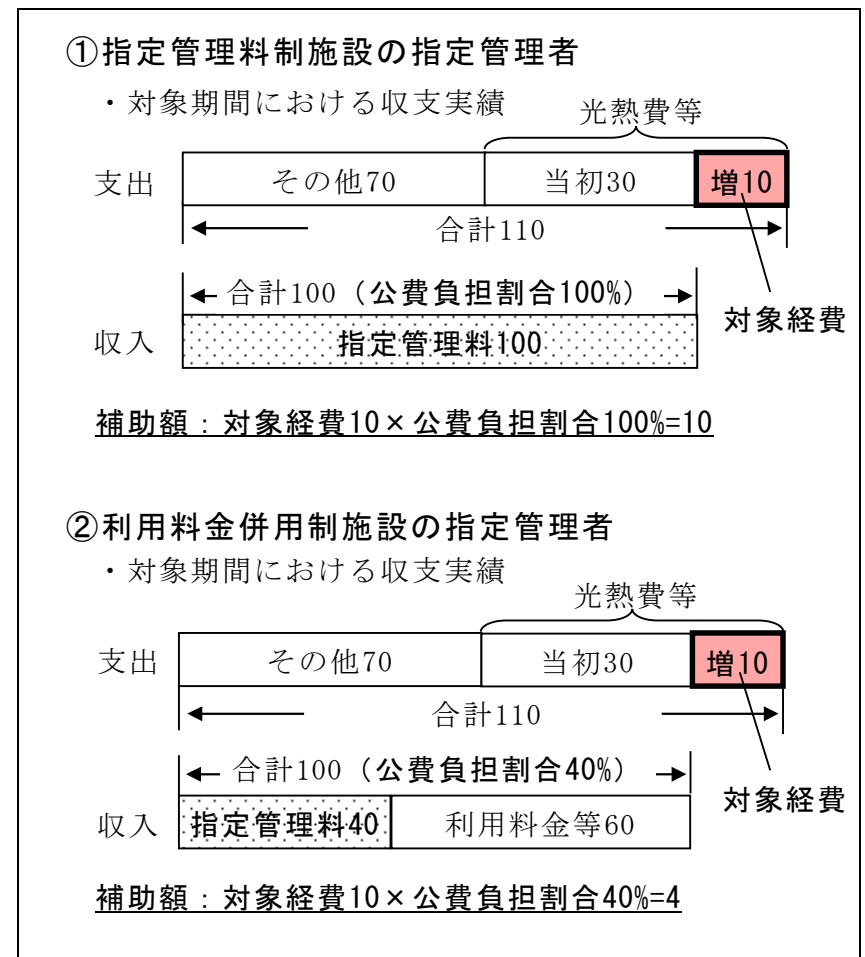 ①指定管理料制施設の指定管理者
・対象期間における収支実績
光熱費等
支出 その他70 当初30 増10
合計110
対象経費
合計100（公費負担割合100%）
収入 指定管理料100
補助額：対象経費10×公費負担割合100%=10
②利用料金併用制施設の指定管理者
・対象期間における収支実績
光熱費等
支出 その他70 当初30 増10
合計110
対象経費
合計100（公費負担割合40%）
収入 指定管理料40 利用料金等60
補助額：対象経費10×公費負担割合40%=4